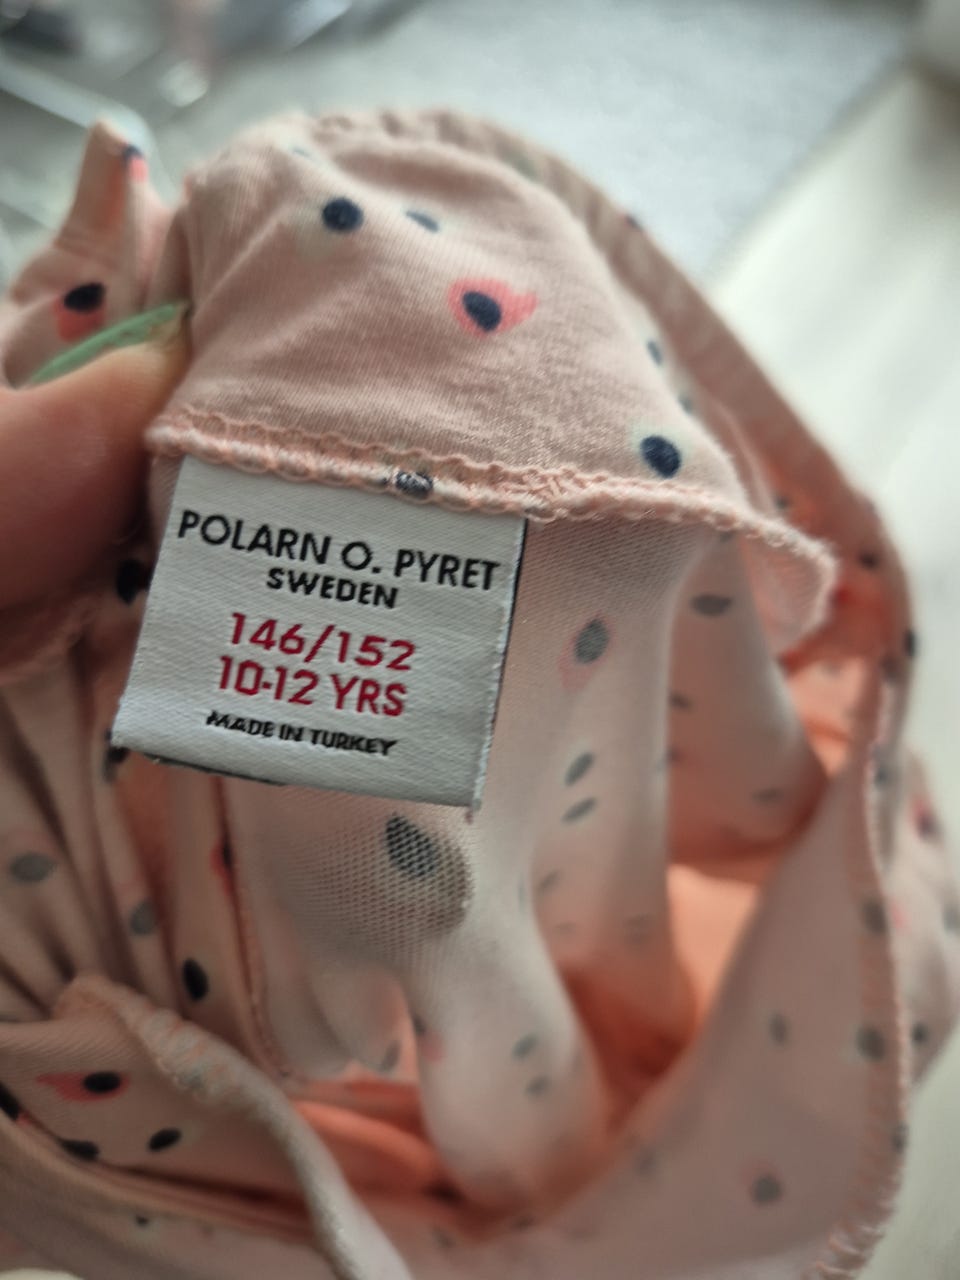 POLARN O. PYRET
SWEDEN
146/152
10-12 YRS
MADE IN TURKEY